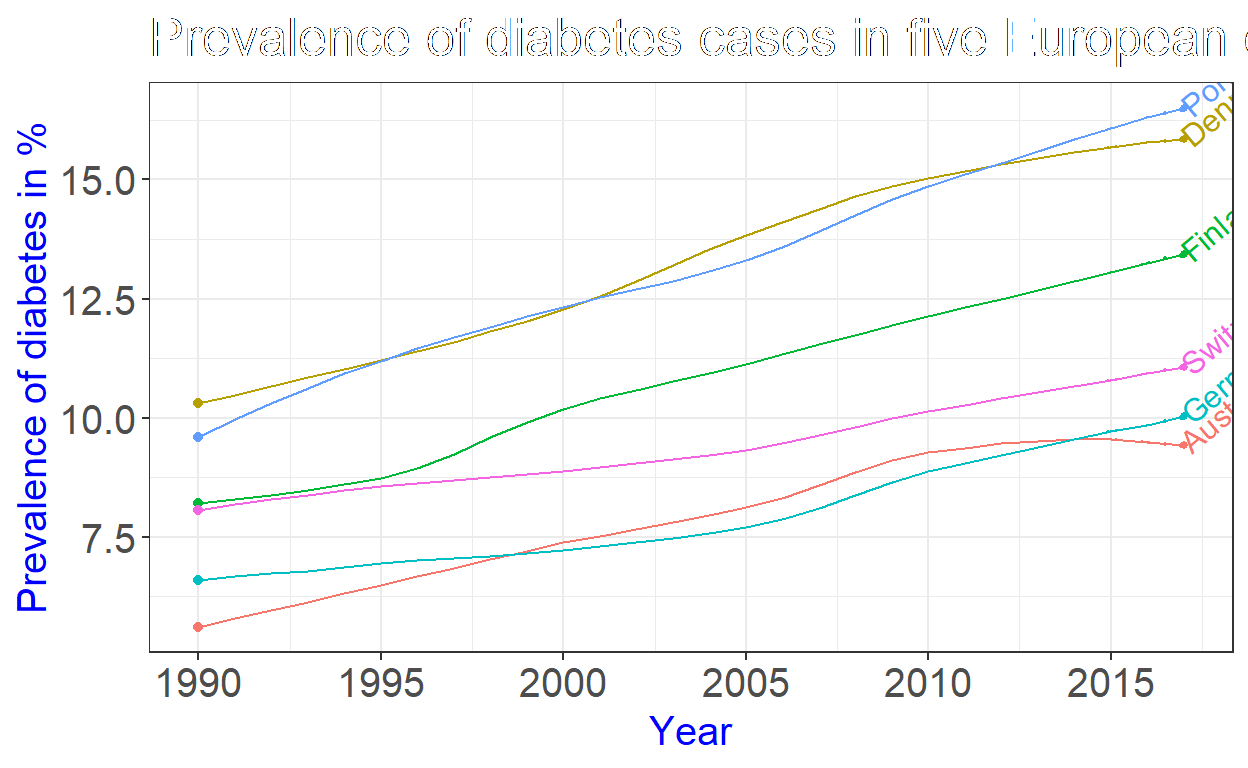 Prevalence of diabetes cases in five European
Prevalence of diabetes in %
15.0
12.5
10.0
7.5
Por
Den
Finla
Swit
Ger
Aust
1990 1995 2000 2005 2010 2015
Year